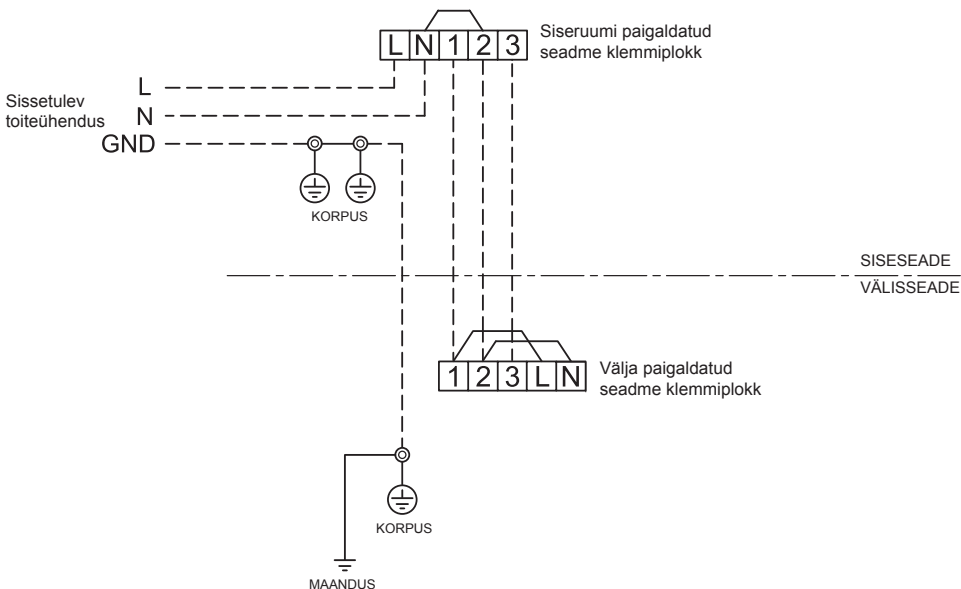 L N 1 2 3
Siseruumi paigaldatud
seadme klemmiplokk
Sissetulev
toiteühendus
L
N
GND
KORPUS
SISESEADE
VÄLISSEADE
1 2 3 L N
Välja paigaldatud
seadme klemmiplokk
KORPUS
MAANDUS